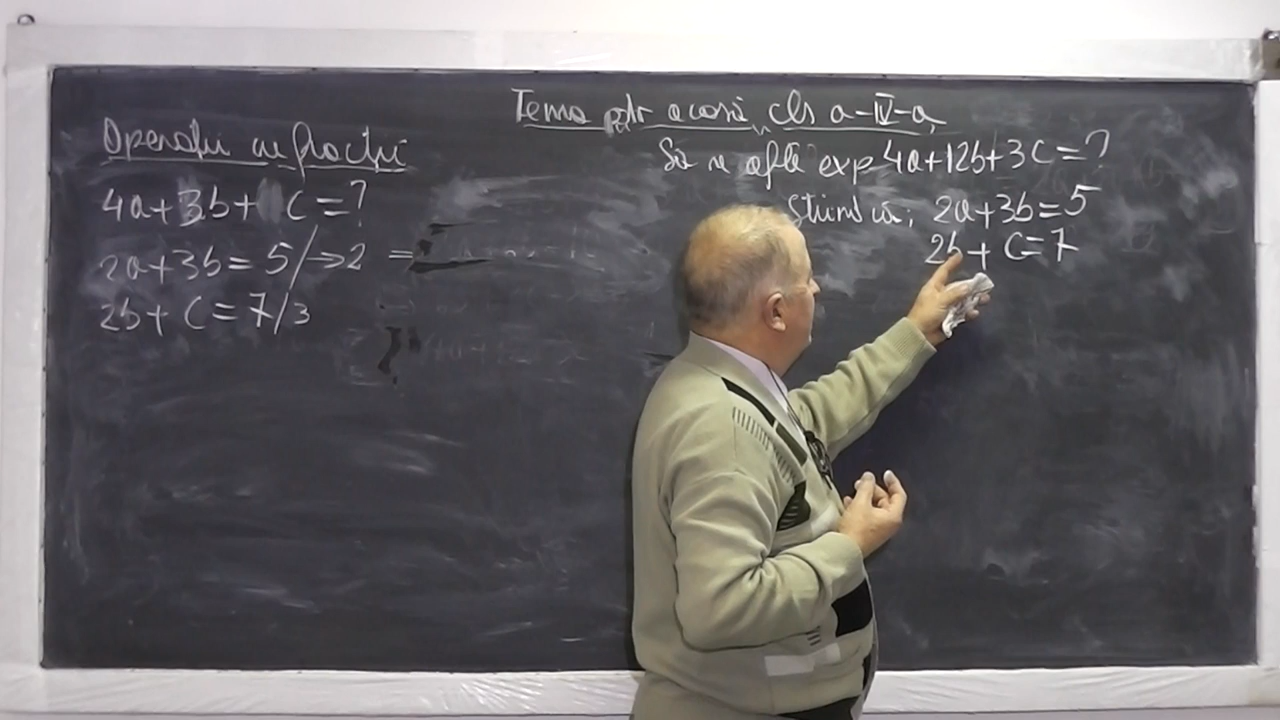 Tema ptr acasă, cls a-IV-a
Operații cu fracții
4a+3b+ c=?
2a+3b=5/→2 =
2b+ c=7/3
Să se afle exp 4a+12b+3c=?
Știind că; 2a+3b=5
2b+ c=7